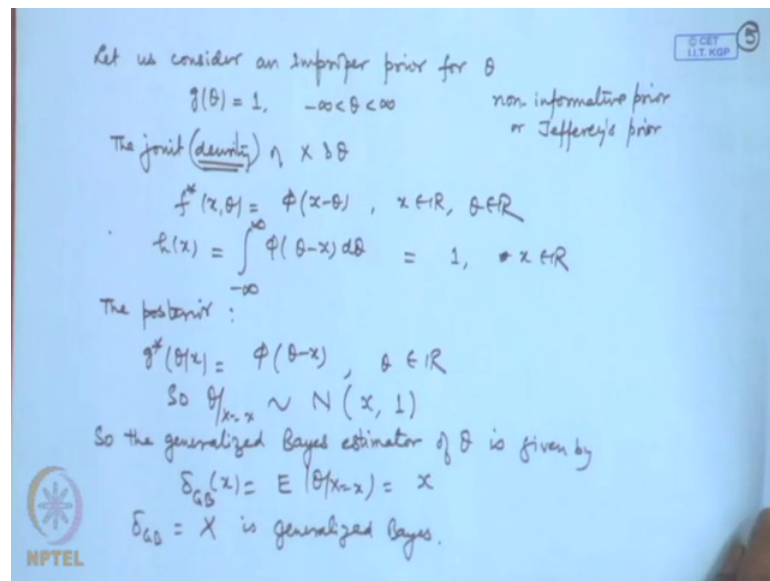 © CET
I.I.T. KGP
5
Let us consider an improper prior for θ
g(θ) = 1, -∞<θ<∞
non-informative prior
or Jefferey's prior
The joint (density) of X & θ
f*(x,θ) = ϕ(x-θ), x∈R, θ∈R
h(x) = ∫_{-∞}^{∞} ϕ(θ-x)dθ = 1, x∈R
The posterior :
g*(θ|x) = ϕ(θ-x), θ ∈ R
So θ/x=x ~ N(x, 1)
So the generalized Bayes estimator of θ is given by
δ_GB(x) = E (θ/x=x) = x
δ_GB = X is generalized Bayes.
NPTEL